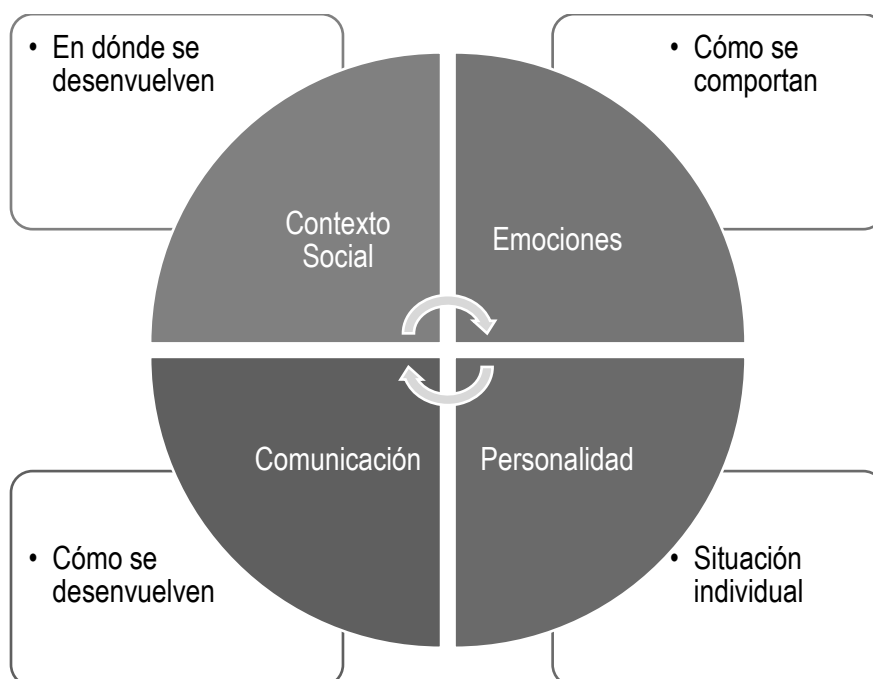 • En dónde se
desenvuelven
• Cómo se
comportan
Contexto
Social
Emociones
Comunicación
Personalidad
• Cómo se
desenvuelven
• Situación
individual